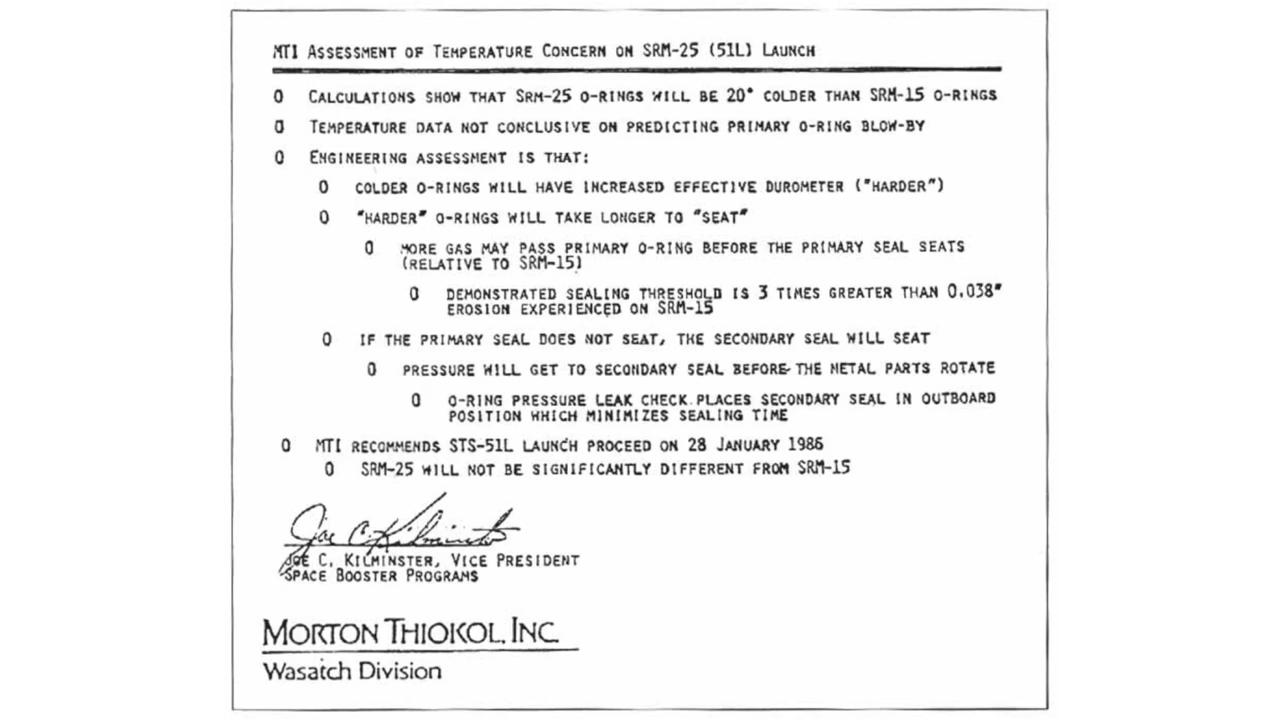 MTI ASSESSMENT OF TEMPERATURE CONCERN ON SRM-25 (51L) LAUNCH
O CALCULATIONS SHOW THAT SRM-25 O-RINGS WILL BE 20° COLDER THAN SRM-15 O-RINGS
O TEMPERATURE DATA NOT CONCLUSIVE ON PREDICTING PRIMARY O-RING BLOW-BY
O ENGINEERING ASSESSMENT IS THAT:
O COLDER O-RINGS WILL HAVE INCREASED EFFECTIVE DUROMETER ("HARDER")
O "HARDER" O-RINGS WILL TAKE LONGER TO "SEAT"
O MORE GAS MAY PASS PRIMARY O-RING BEFORE THE PRIMARY SEAL SEATS
(RELATIVE TO SRM-15)
O DEMONSTRATED SEALING THRESHOLD IS 3 TIMES GREATER THAN 0.038"
EROSION EXPERIENCED ON SRM-15
O IF THE PRIMARY SEAL DOES NOT SEAT, THE SECONDARY SEAL WILL SEAT
O PRESSURE WILL GET TO SECONDARY SEAL BEFORE THE METAL PARTS ROTATE
O O-RING PRESSURE LEAK CHECK PLACES SECONDARY SEAL IN OUTBOARD
POSITION WHICH MINIMIZES SEALING TIME
O MTI RECOMMENDS STS-51L LAUNCH PROCEED ON 28 JANUARY 1986
O SRM-25 WILL NOT BE SIGNIFICANTLY DIFFERENT FROM SRM-15
Joe C. Kilminster
JOE C. KILMINSTER, VICE PRESIDENT
SPACE BOOSTER PROGRAMS
MORTON THIOKOL, INC.
Wasatch Division